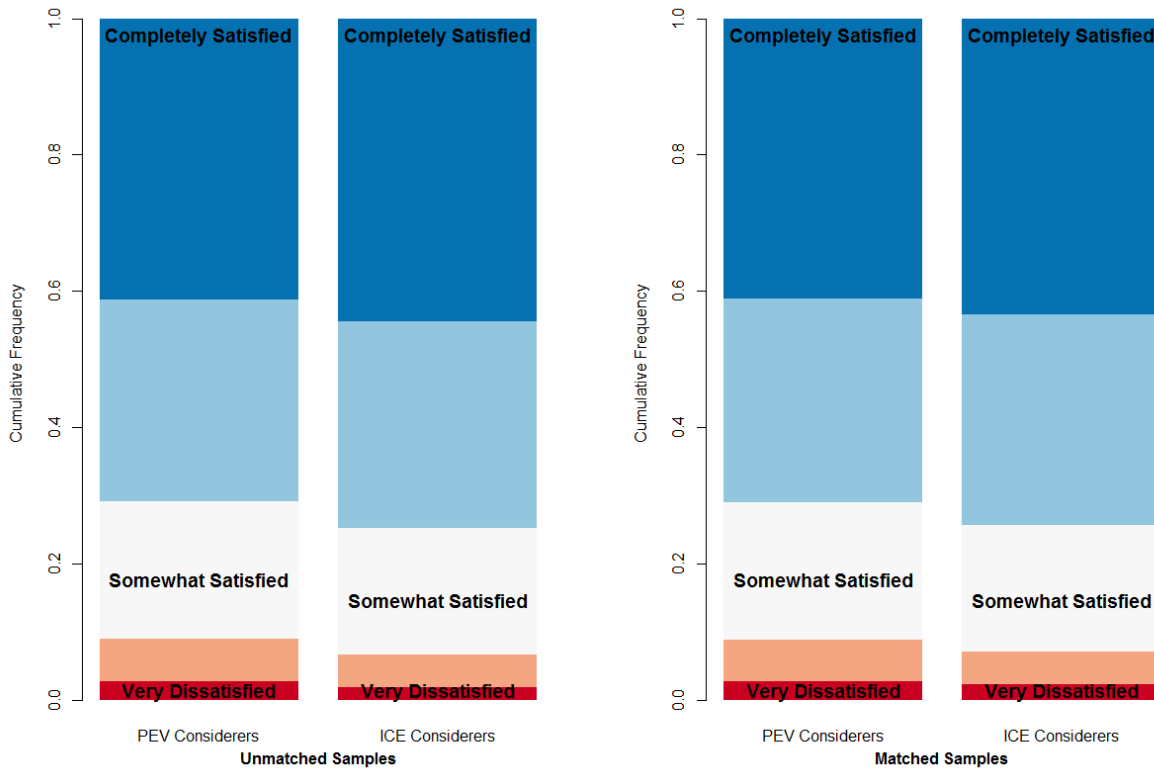 1.0
0.8
0.6
0.4
0.2
0.0
Cumulative Frequency
Completely Satisfied
Somewhat Satisfied
Very Dissatisfied
Completely Satisfied
Somewhat Satisfied
Very Dissatisfied
PEV Considerers
ICE Considerers
Unmatched Samples
1.0
0.8
0.6
0.4
0.2
0.0
Cumulative Frequency
Completely Satisfied
Somewhat Satisfied
Very Dissatisfied
Completely Satisfied
Somewhat Satisfied
Very Dissatisfied
PEV Considerers
ICE Considerers
Matched Samples